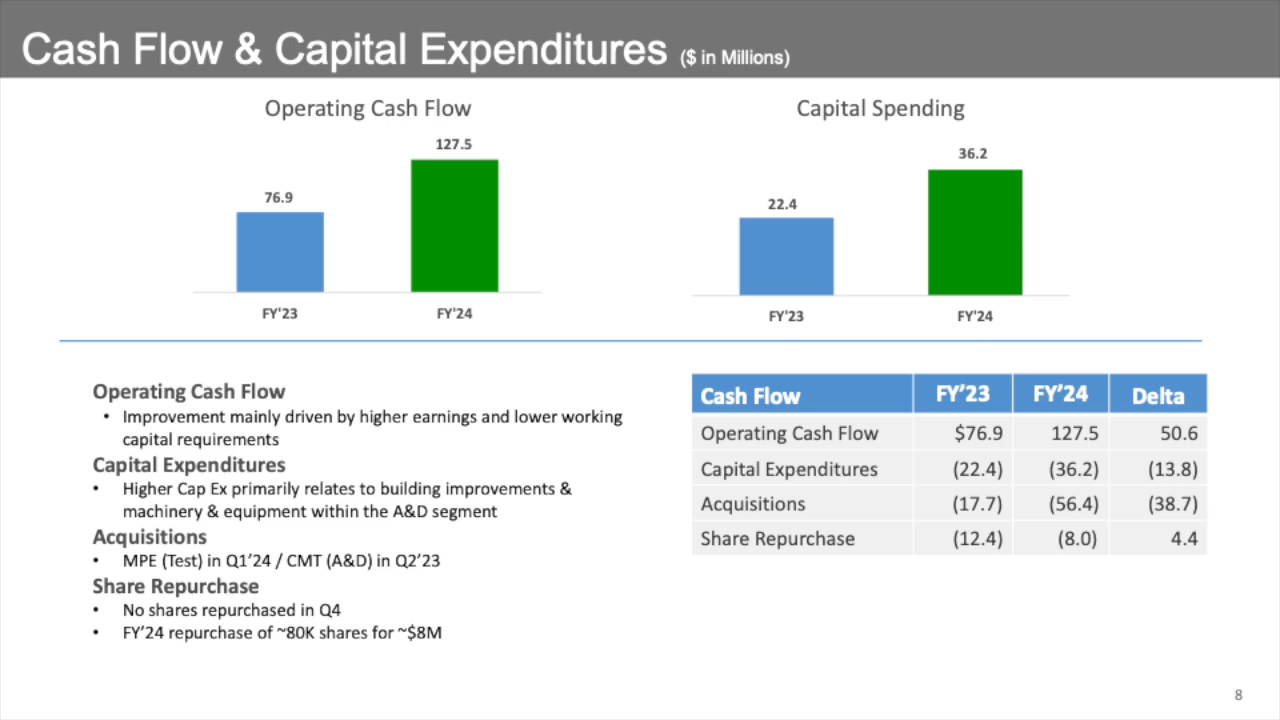 Cash Flow & Capital Expenditures ($ in Millions)
Operating Cash Flow
127.5
76.9
FY'23 FY'24
Capital Spending
36.2
22.4
FY'23 FY'24
Operating Cash Flow
• Improvement mainly driven by higher earnings and lower working
capital requirements
Capital Expenditures
• Higher Cap Ex primarily relates to building improvements &
machinery & equipment within the A&D segment
Acquisitions
• MPE (Test) in Q1’24 / CMT (A&D) in Q2’23
Share Repurchase
• No shares repurchased in Q4
• FY’24 repurchase of ~80K shares for ~$8M
Cash Flow FY’23 FY’24 Delta
Operating Cash Flow $76.9 127.5 50.6
Capital Expenditures (22.4) (36.2) (13.8)
Acquisitions (17.7) (56.4) (38.7)
Share Repurchase (12.4) (8.0) 4.4
8